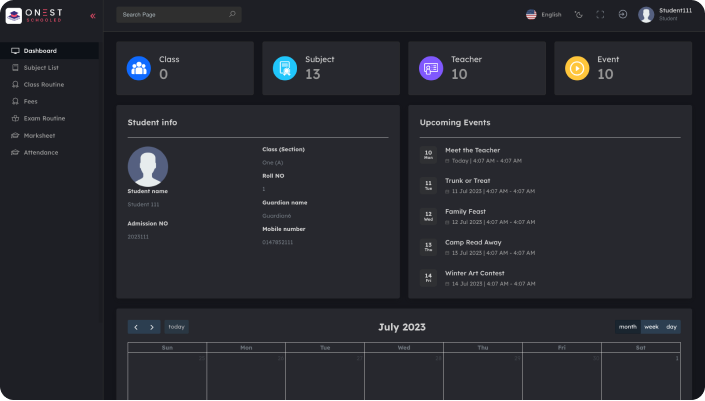 ONEST
SCHOOLED
Search Page
English
Student111
Student
Dashboard
Subject List
Class Routine
Fees
Exam Routine
Marksheet
Attendance
Class
0
Subject
13
Teacher
10
Event
10
Student info
Student name
Student 111
Admission NO
2023111
Class (Section)
One (A)
Roll NO
1
Guardian name
Guardian1
Mobile number
0147852111
Upcoming Events
10 Mon
Meet the Teacher
Today | 4:07 AM - 4:07 AM
11 Tue
Trunk or Treat
11 Jul 2023 | 4:07 AM - 4:07 AM
12 Wed
Family Feast
12 Jul 2023 | 4:07 AM - 4:07 AM
13 Thu
Camp Read Away
13 Jul 2023 | 4:07 AM - 4:07 AM
14 Fri
Winter Art Contest
14 Jul 2023 | 4:07 AM - 4:07 AM
today
July 2023
month week day
Sun Mon Tue Wed Thu Fri Sat
25 26 27 28 29 30 1